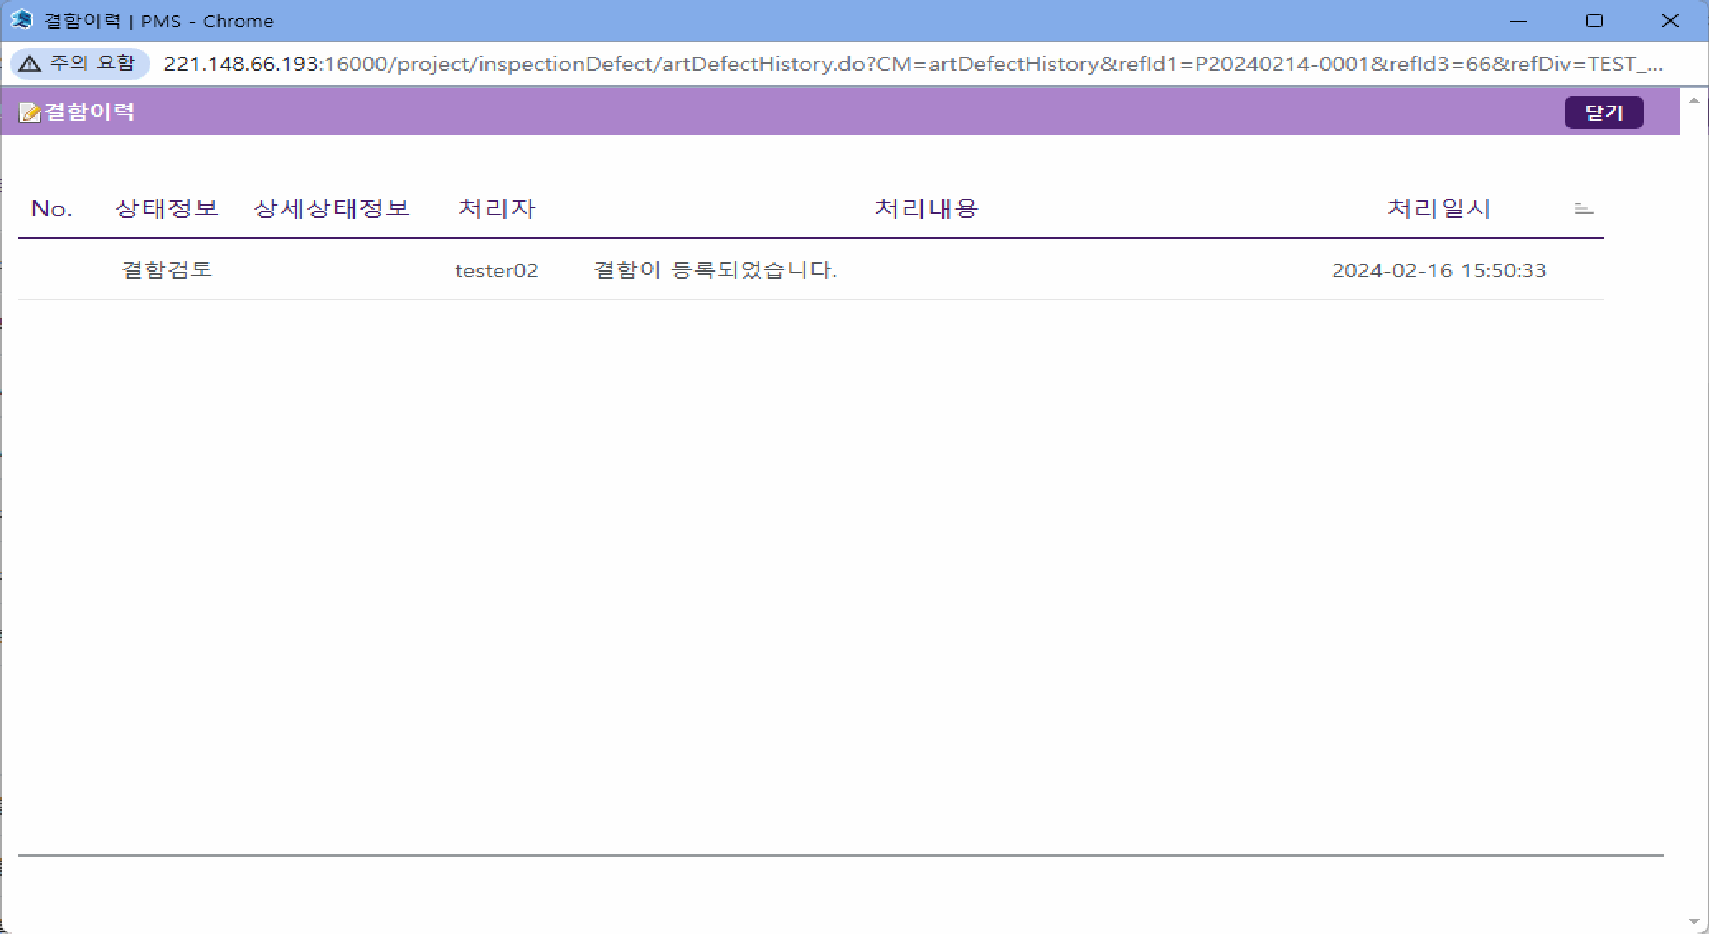 결함이력 | PMS - Chrome
주의 요함 221.148.66.193:16000/project/inspectionDefect/artDefectHistory.do?CM=artDefectHistory&refId1=P20240214-0001&refId3=66&refDiv=TEST_...
결함이력 닫기
No. 상태정보 상세상태정보 처리자 처리내용 처리일시
결함검토 tester02 결함이 등록되었습니다. 2024-02-16 15:50:33